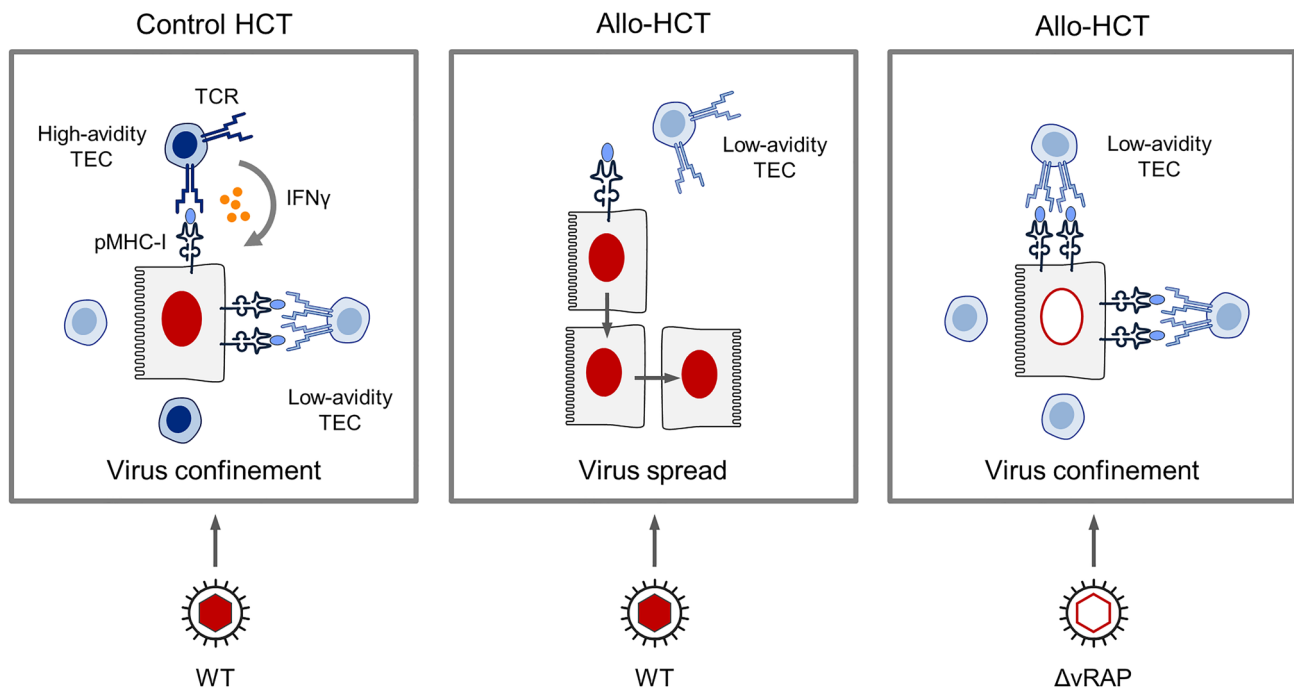 Control HCT
TCR
High-avidity
TEC
IFNγ
pMHC-I
Low-avidity
TEC
Virus confinement
WT
Allo-HCT
Low-avidity
TEC
Virus spread
WT
Allo-HCT
Low-avidity
TEC
Virus confinement
ΔvRAP